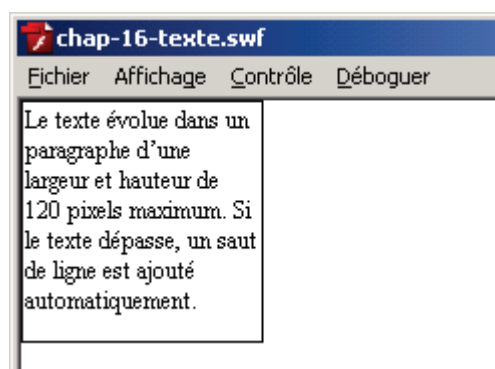 chap-16-texte.swf
Fichier Affichage Contrôle Déboguer
Le texte évolue dans un
paragraphe d’une
largeur et hauteur de
120 pixels maximum. Si
le texte dépasse, un saut
de ligne est ajouté
automatiquement.